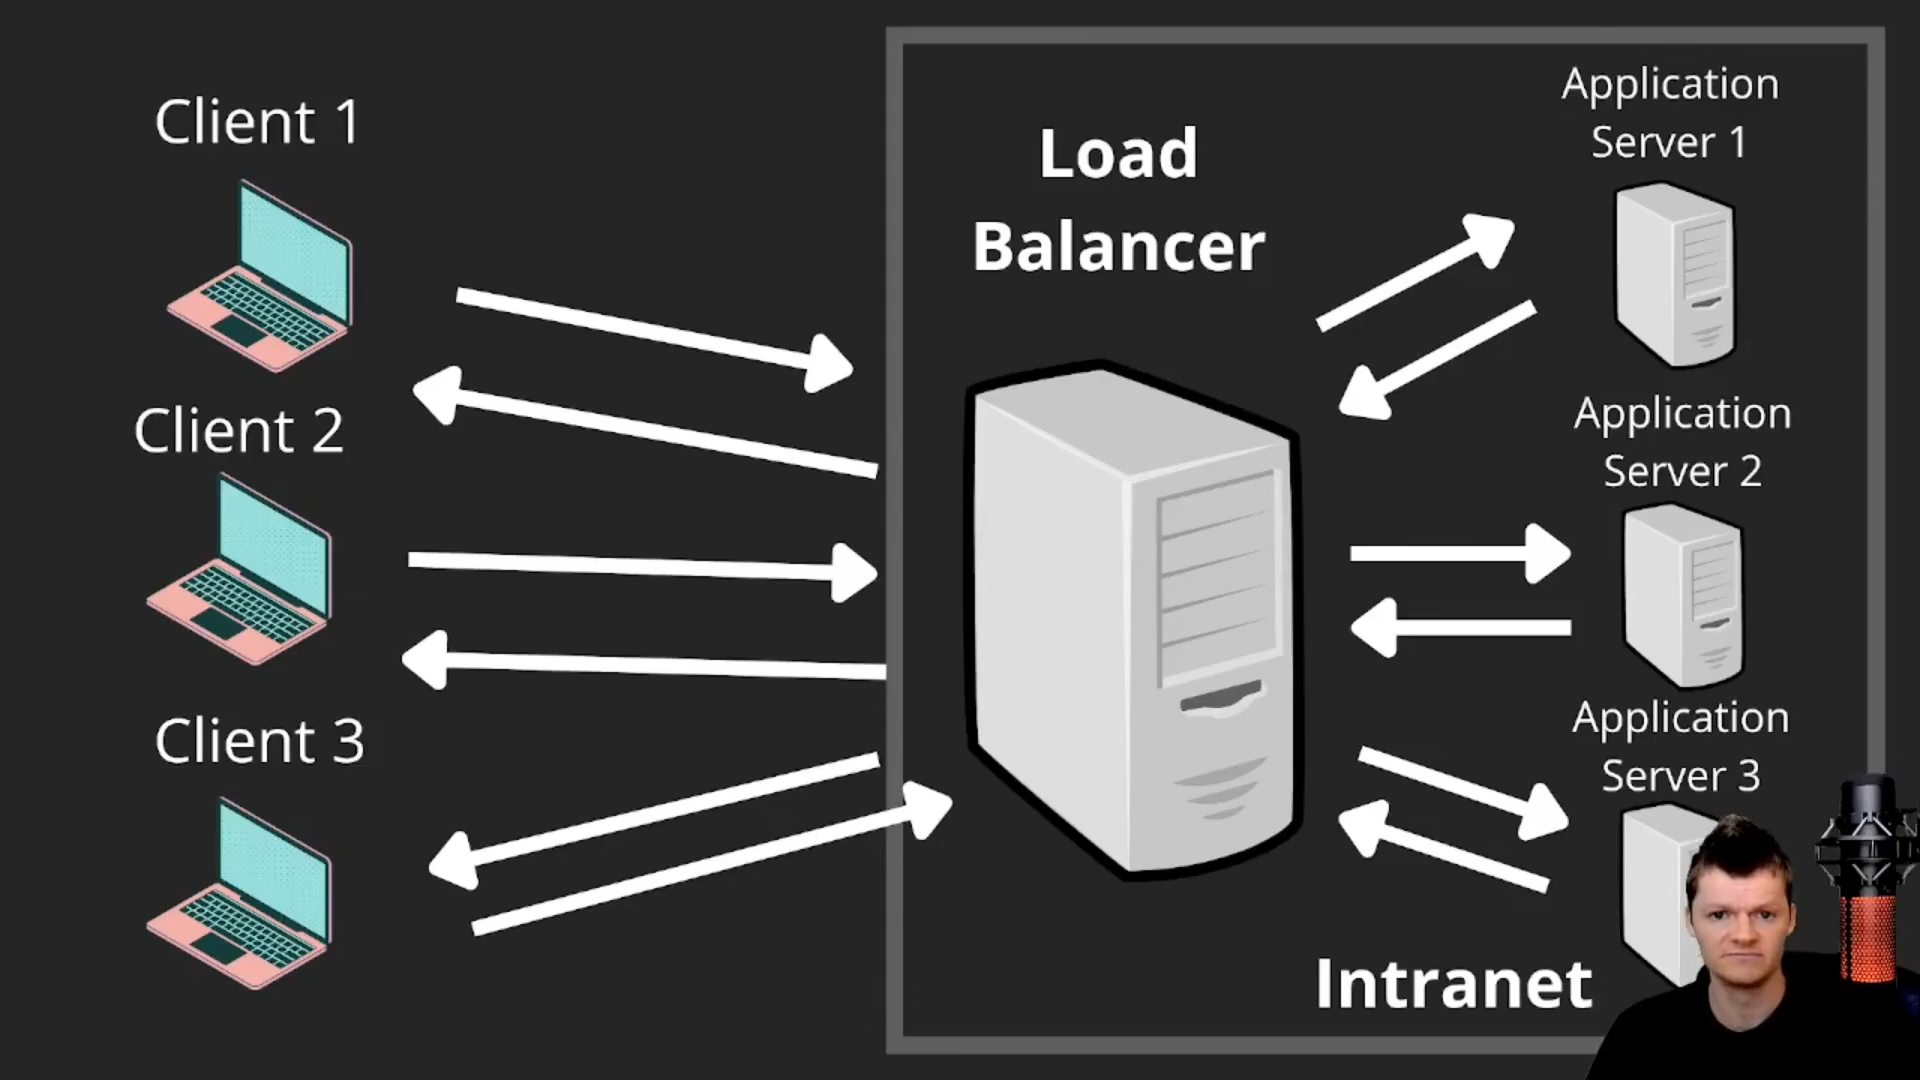 Client 1
Client 2
Client 3
Load
Balancer
Application
Server 1
Application
Server 2
Application
Server 3
Intranet